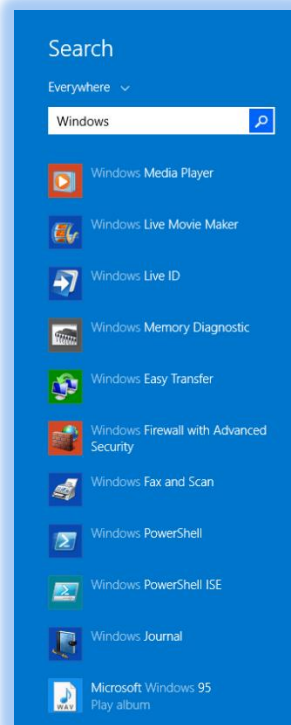 Search
Everywhere
Windows
Windows Media Player
Windows Live Movie Maker
Windows Live ID
Windows Memory Diagnostic
Windows Easy Transfer
Windows Firewall with Advanced
Security
Windows Fax and Scan
Windows PowerShell
Windows PowerShell ISE
Windows Journal
Microsoft Windows 95
WAV
Play album